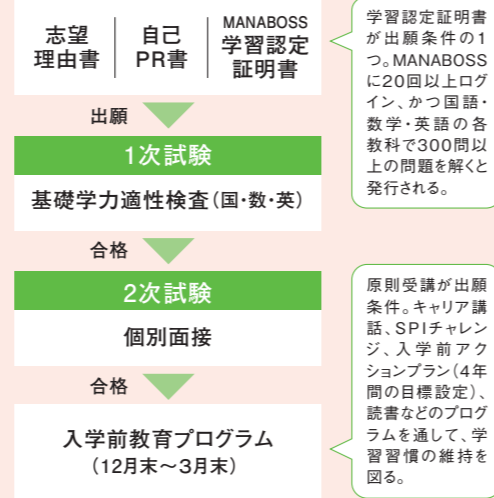 志望
理由書
自己
PR書
MANABOSS
学習認定
証明書
学習認定証明書
が出願条件の1
つ。MANABOSS
に20回以上ログ
イン、かつ国語・
数学・英語の各
教科で300問以
上の問題を解くと
発行される。
出願
1次試験
基礎学力適性検査(国・数・英)
合格
2次試験
個別面接
合格
入学前教育プログラム
(12月末~3月末)
原則受講が出願
条件。キャリア講
話、SPIチャレン
ジ、入学前アク
ションプラン(4年
間の目標設定)、
読書などのプログ
ラムを通して、学
習習慣の維持を
図る。